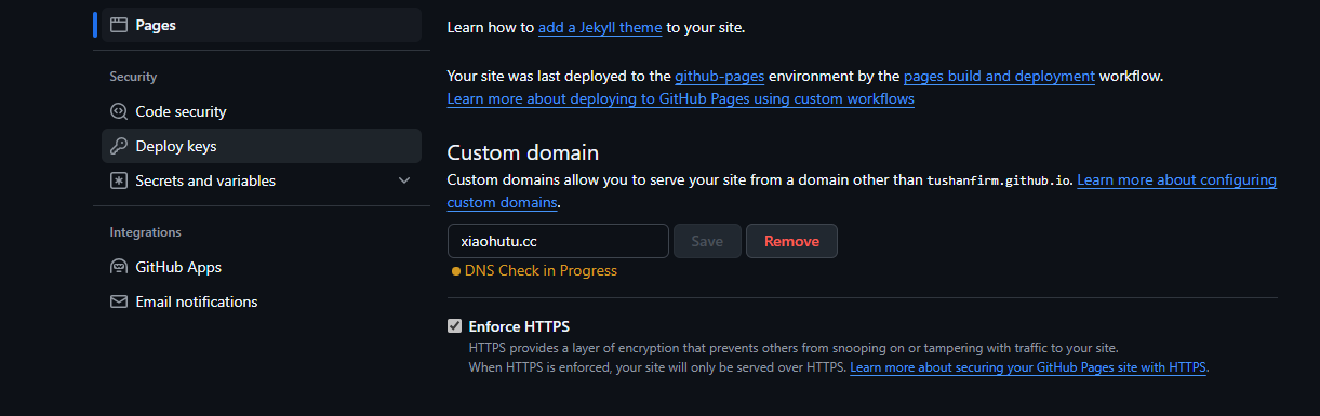 Pages
Security
Code security
Deploy keys
Secrets and variables
Integrations
GitHub Apps
Email notifications
Learn how to add a Jekyll theme to your site.
Your site was last deployed to the github-pages environment by the pages build and deployment workflow.
Learn more about deploying to GitHub Pages using custom workflows
Custom domain
Custom domains allow you to serve your site from a domain other than tushanfirm.github.io. Learn more about configuring
custom domains.
xiaohutu.cc Save Remove
DNS Check in Progress
Enforce HTTPS
HTTPS provides a layer of encryption that prevents others from snooping on or tampering with traffic to your site.
When HTTPS is enforced, your site will only be served over HTTPS. Learn more about securing your GitHub Pages site with HTTPS.